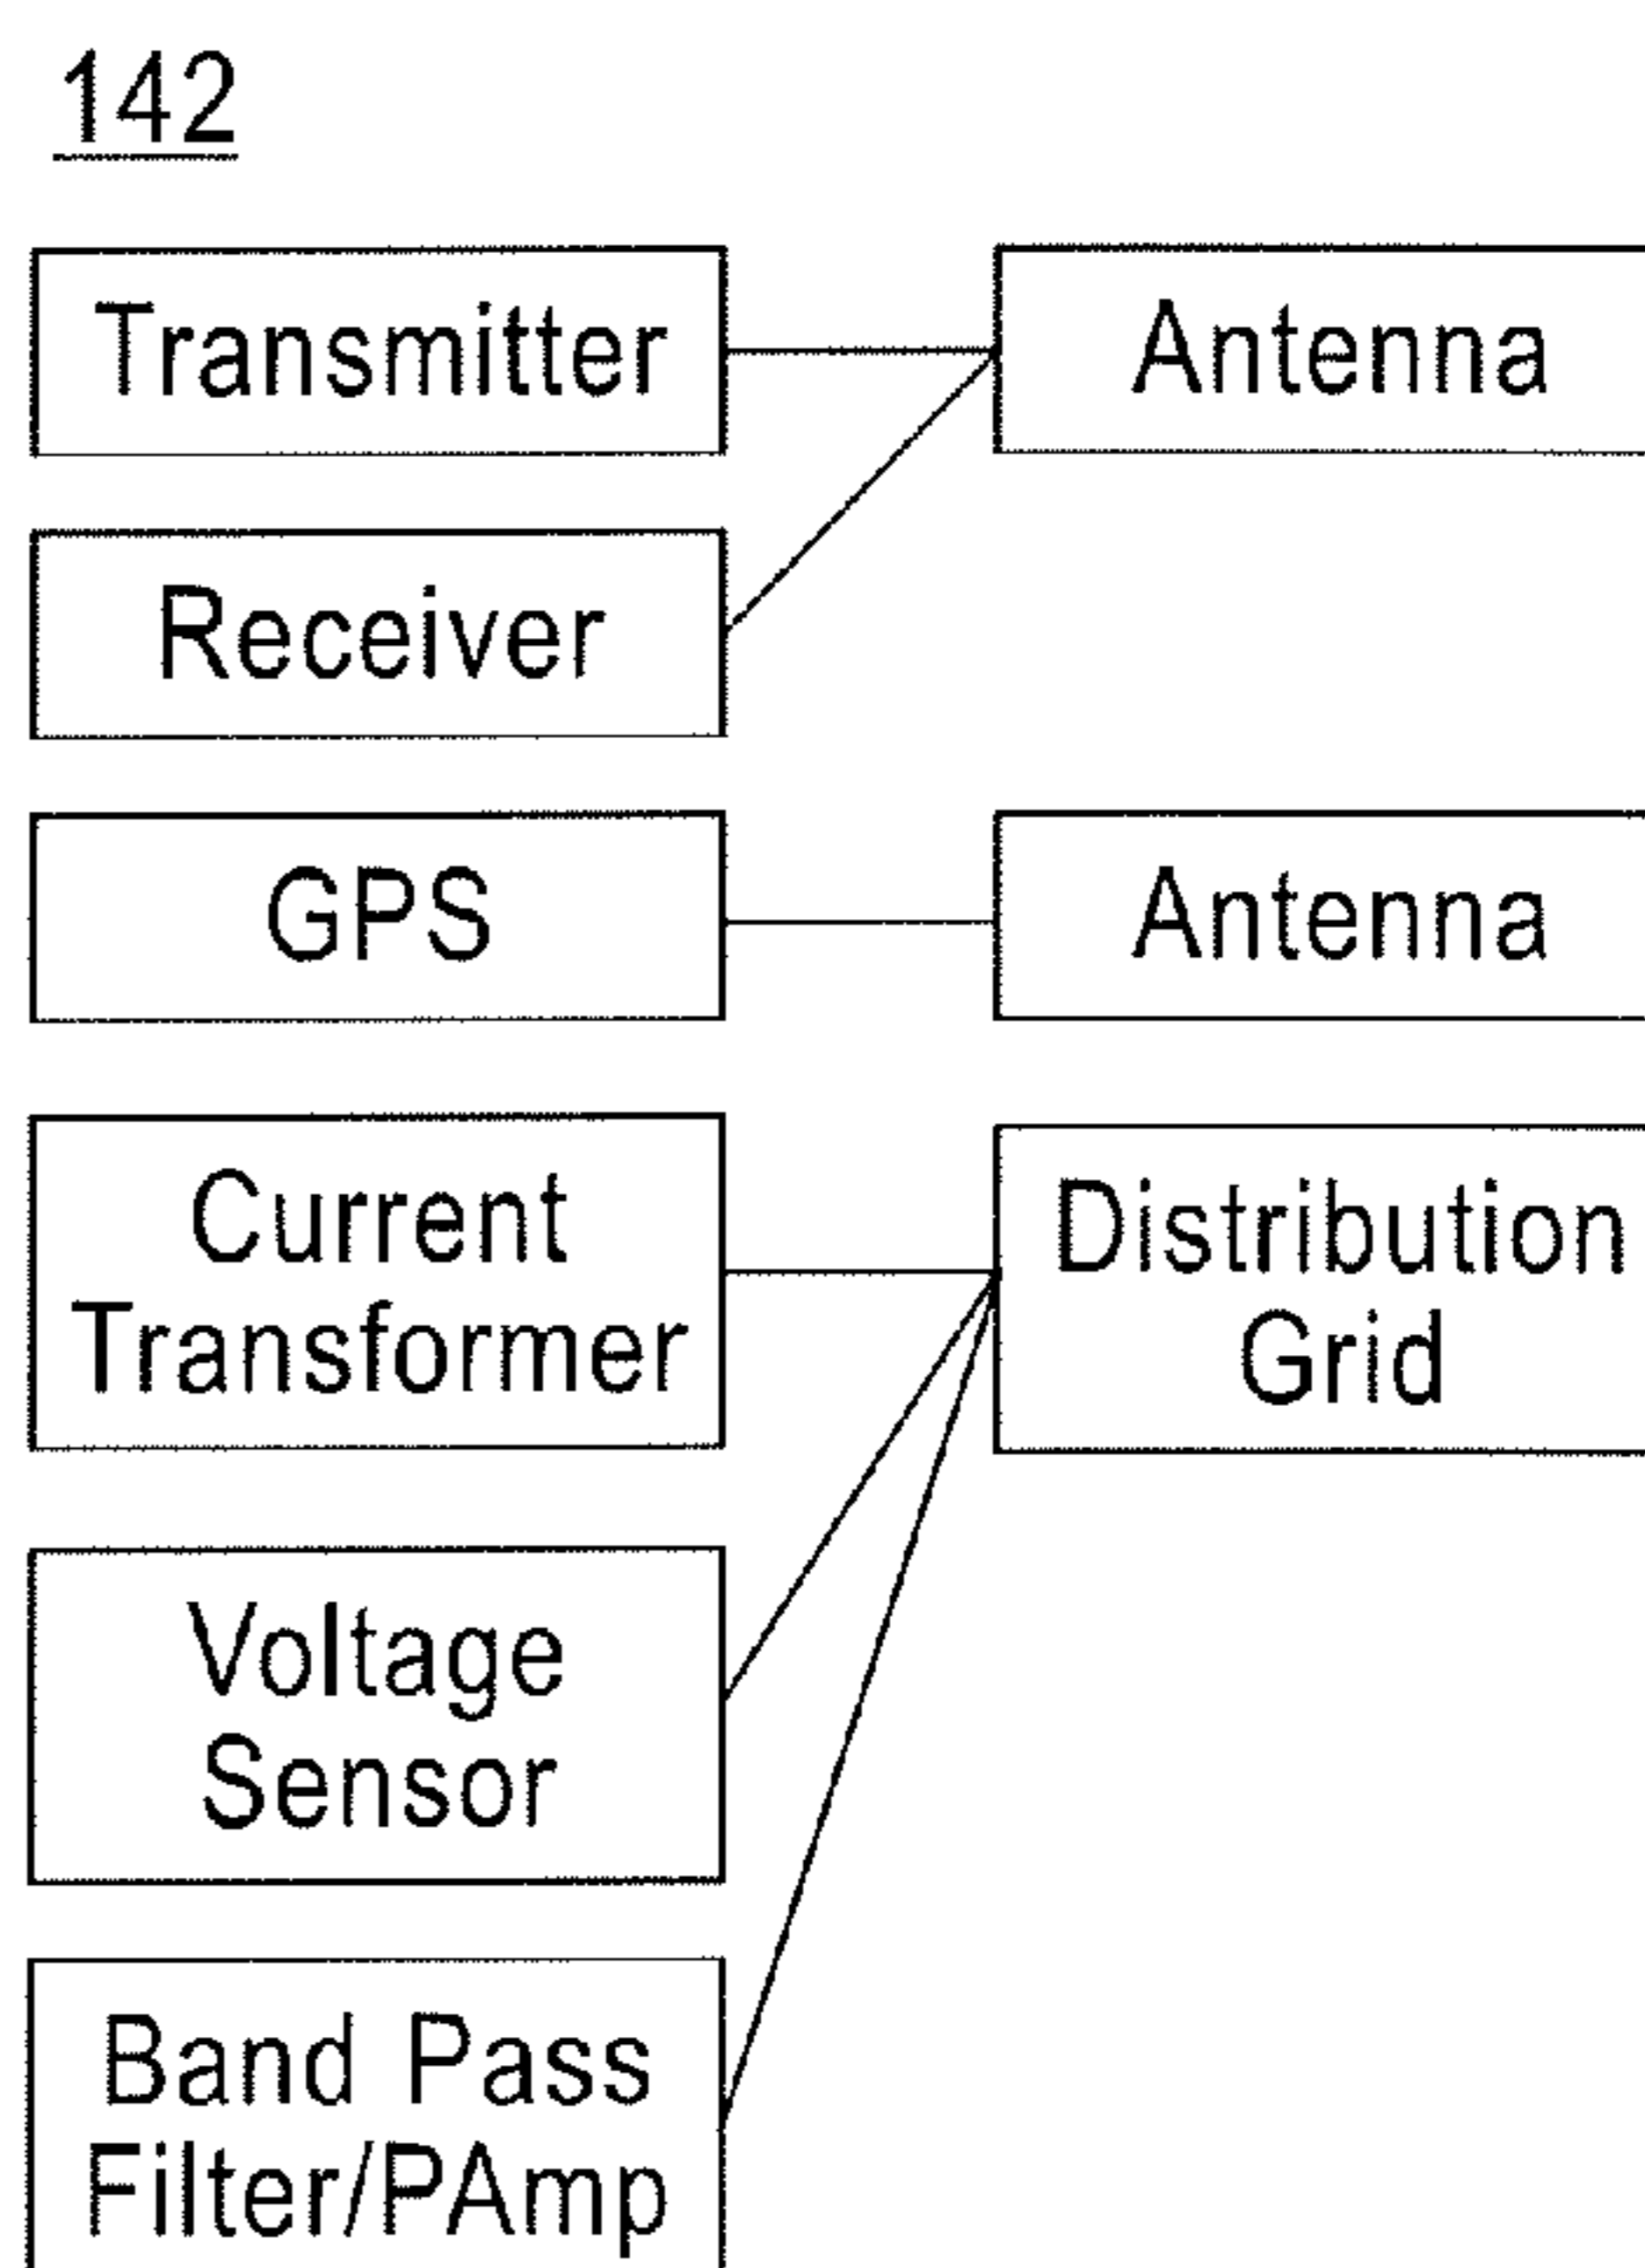 142
Transmitter
Antenna
Receiver
GPS
Antenna
Current
Transformer
Distribution
Grid
Voltage
Sensor
Band Pass
Filter/PAmp